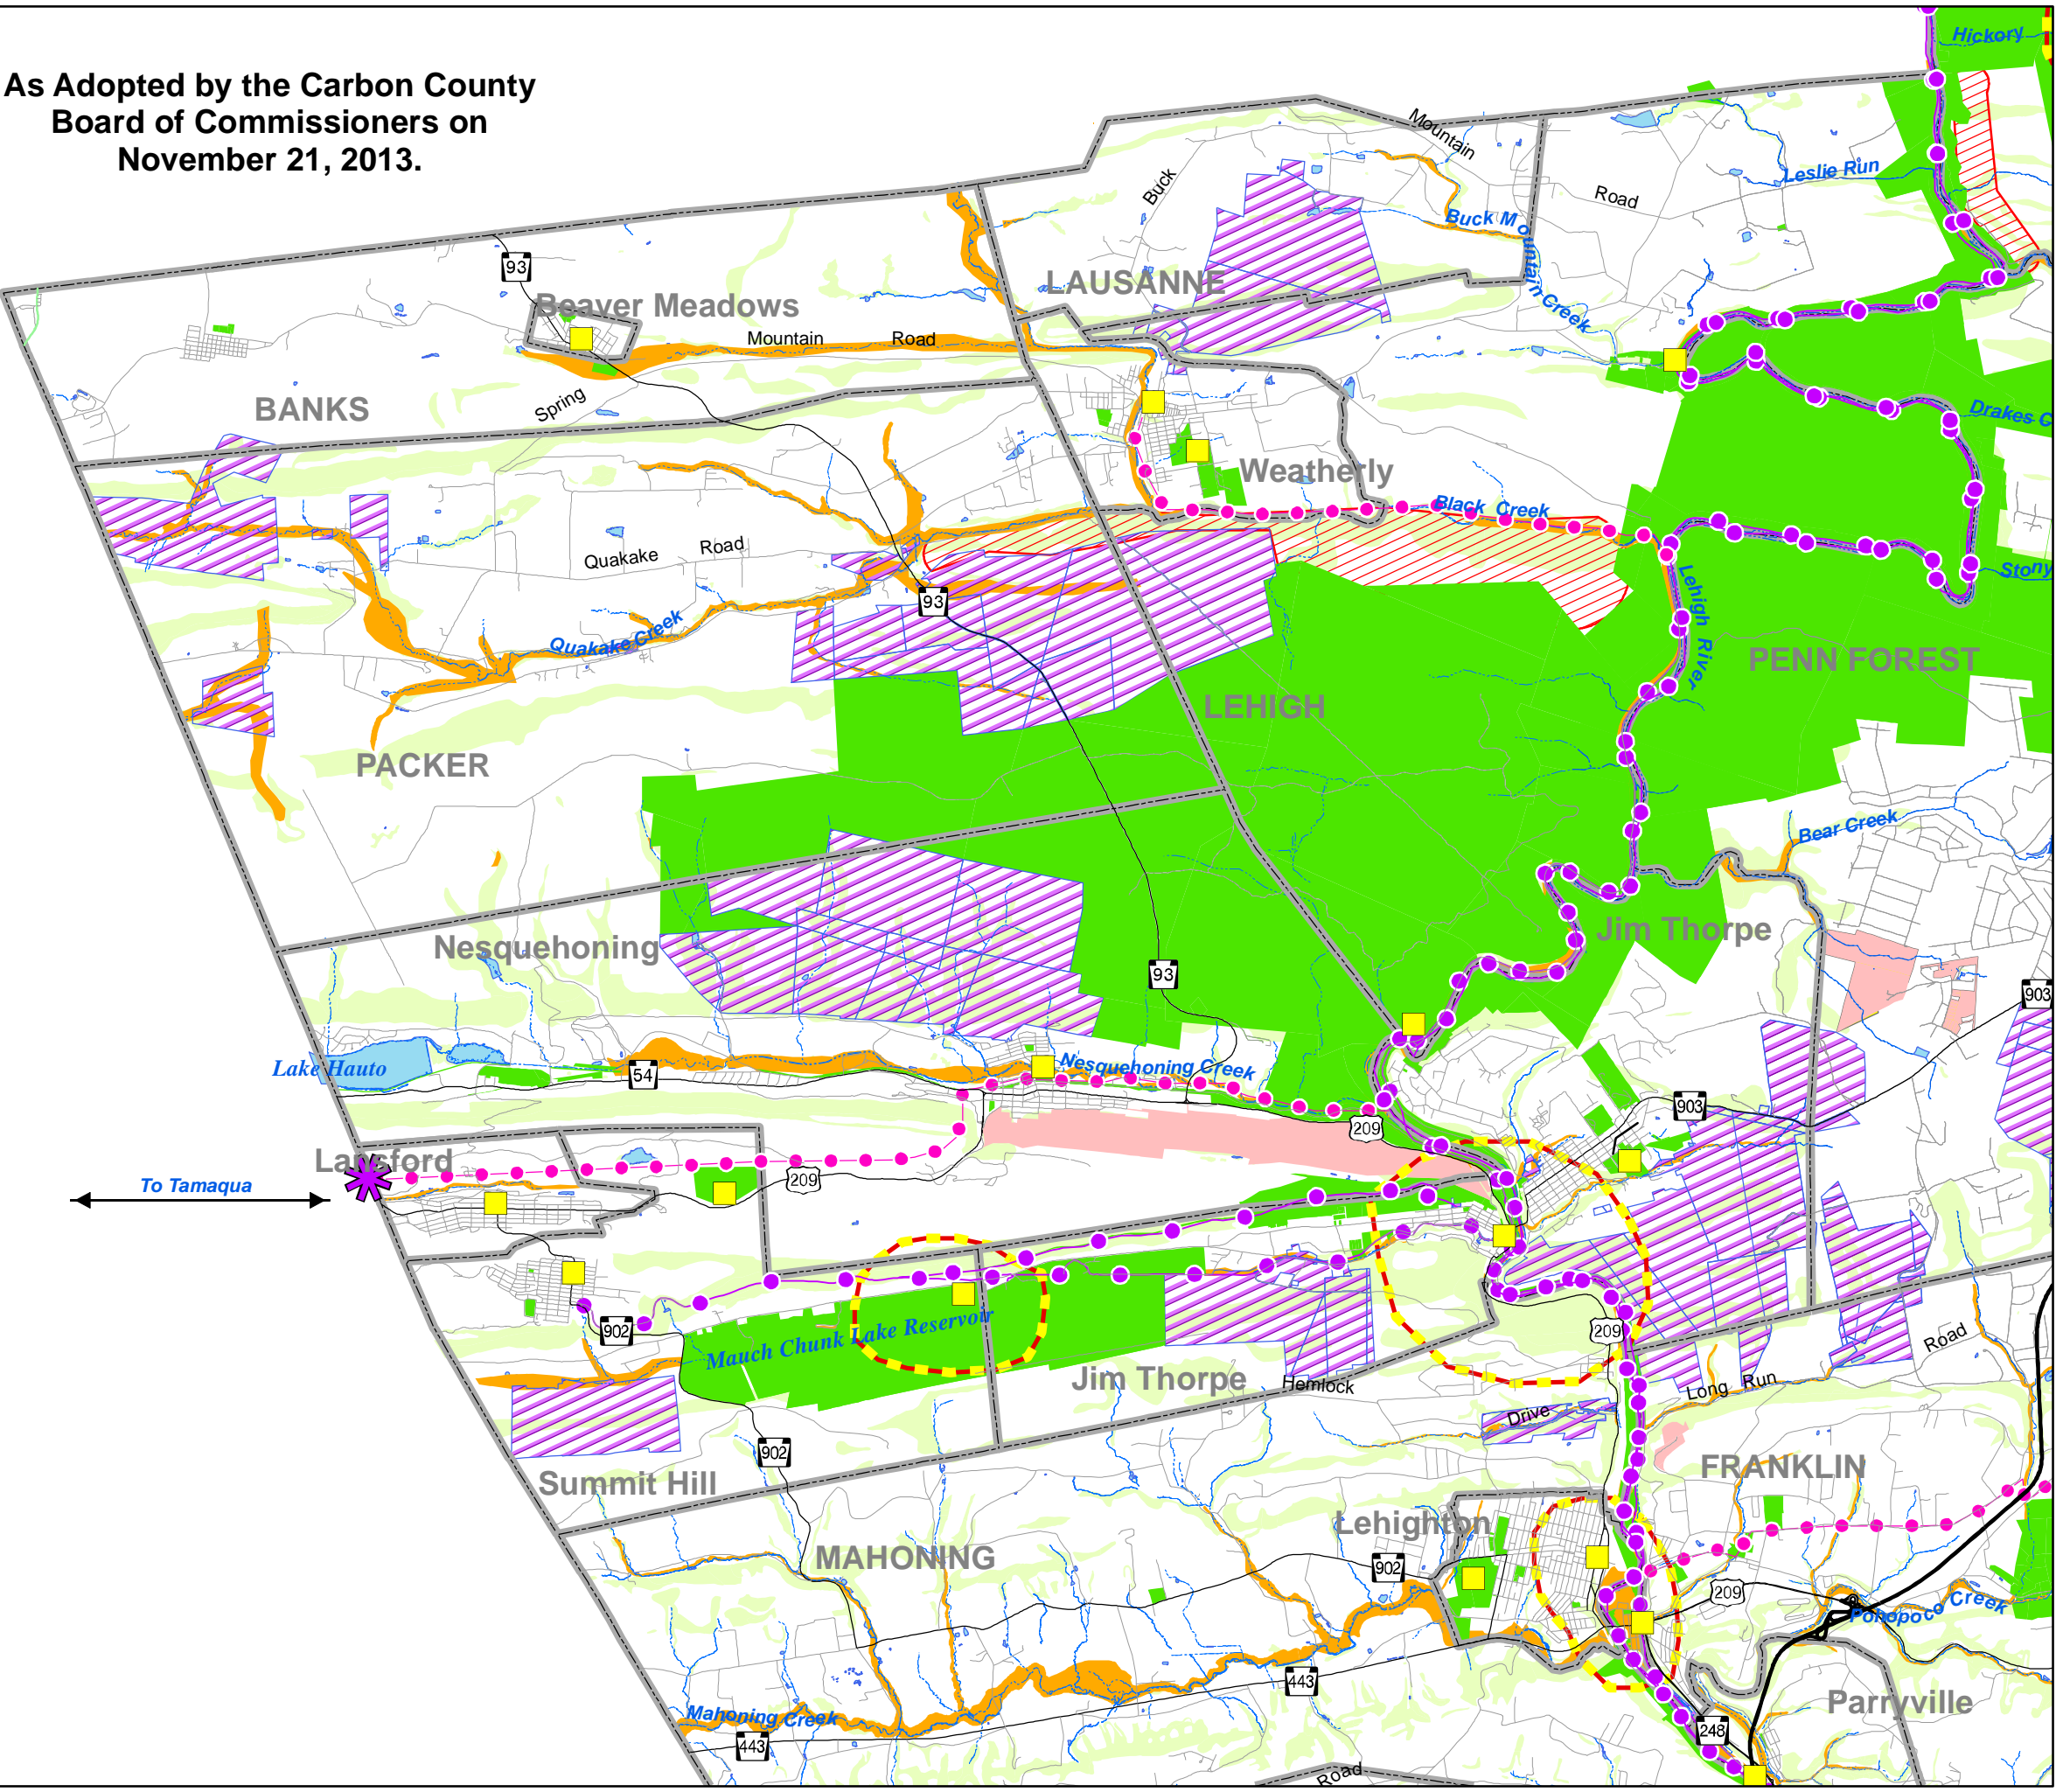 As Adopted by the Carbon County
Board of Commissioners on
November 21, 2013.
Hickory
Mountain
Buck
Leslie Run
Road
Buck Mountain Creek
93
LAUSANNE
Beaver Meadows
Mountain Road
BANKS
Spring
Drakes C
Weatherly
Black Creek
Quakake Road
Stony
93
Lehigh River
Quakake Creek
PENN FOREST
LEHIGH
PACKER
Bear Creek
Jim Thorpe
Nesquehoning
93
903
Lake Hauto
54
Nesquehoning Creek
903
209
Lansford
To Tamaqua
209
902
Mauch Chunk Lake Reservoir
209
Road
Jim Thorpe
Hemlock
Long Run
Drive
902
Summit Hill
FRANKLIN
Lehighton
MAHONING
902
209
Pohopoco Creek
443
Parryville
Mahoning Creek
443
248
Road